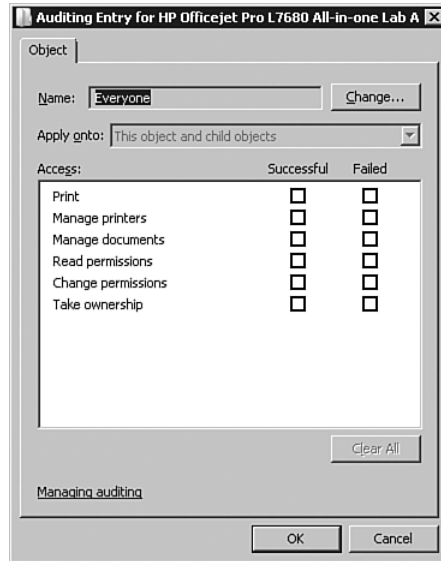 Auditing Entry for HP Officejet Pro L7680 All-in-one Lab A
Object
Name: Everyone Change...
Apply onto: This object and child objects
Access: Successful Failed
Print
Manage printers
Manage documents
Read permissions
Change permissions
Take ownership
Clear All
Managing auditing
OK Cancel